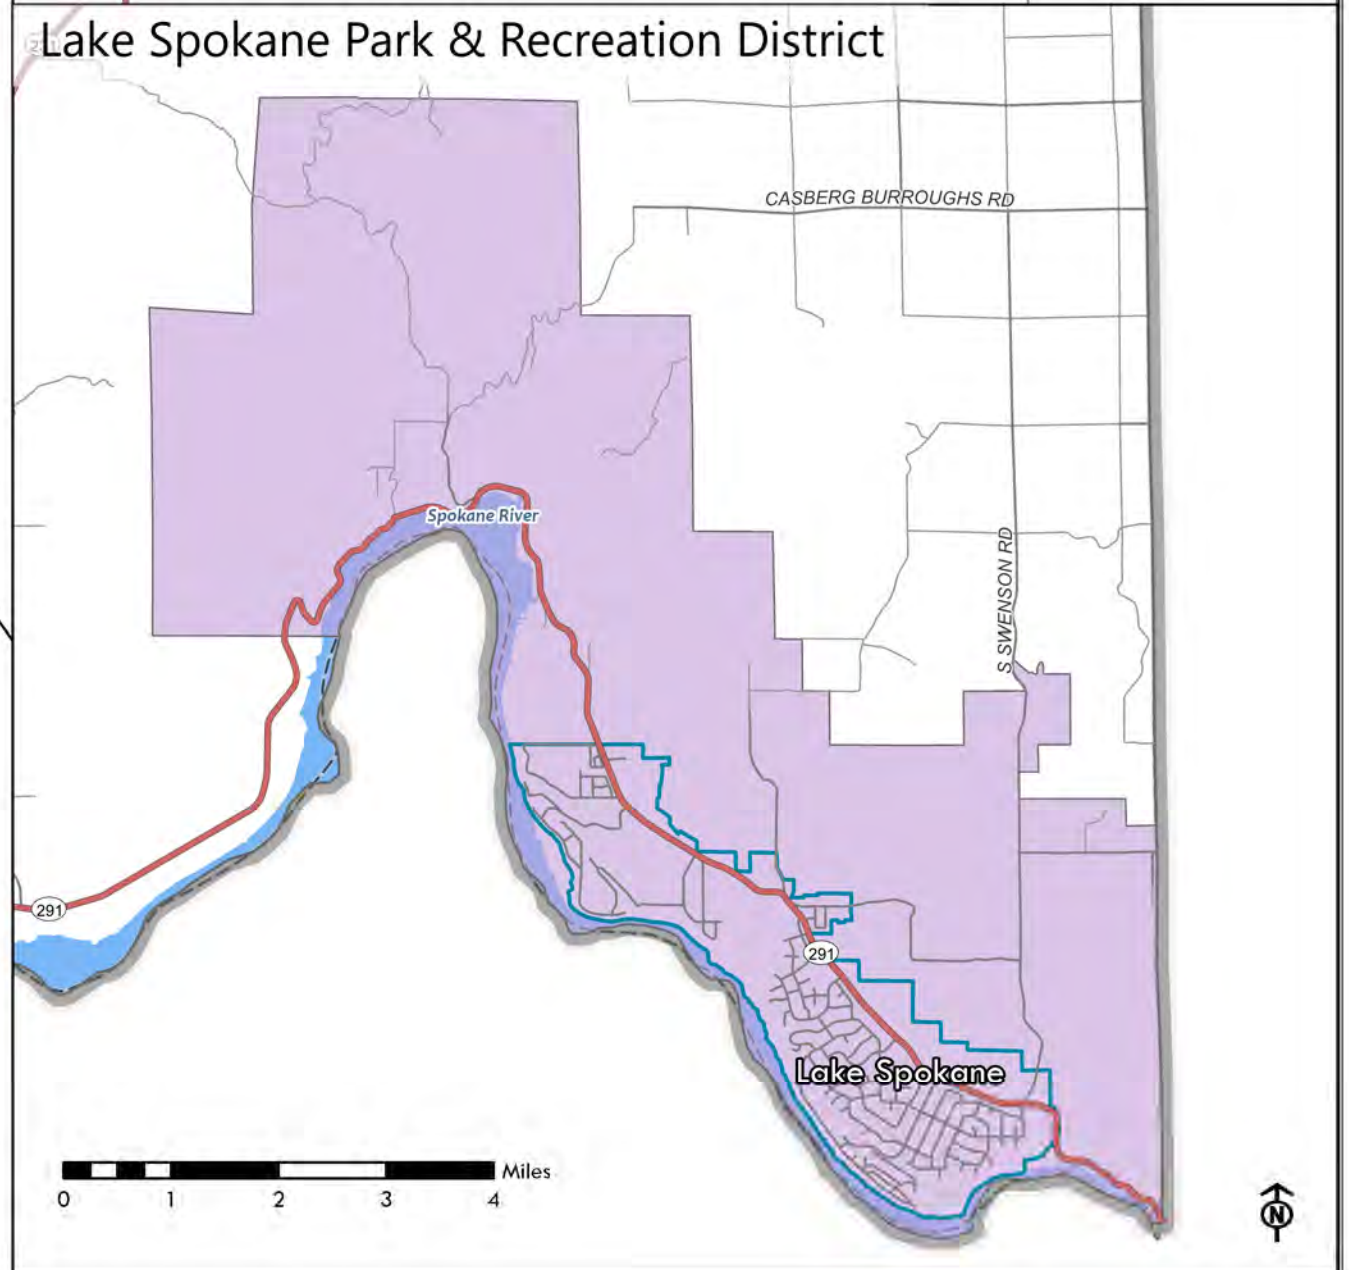 Lake Spokane Park & Recreation District
CASBERG BURROUGHS RD
Spokane River
S SWENSON RD
291
291
Lake Spokane
Miles
0 1 2 3 4
N